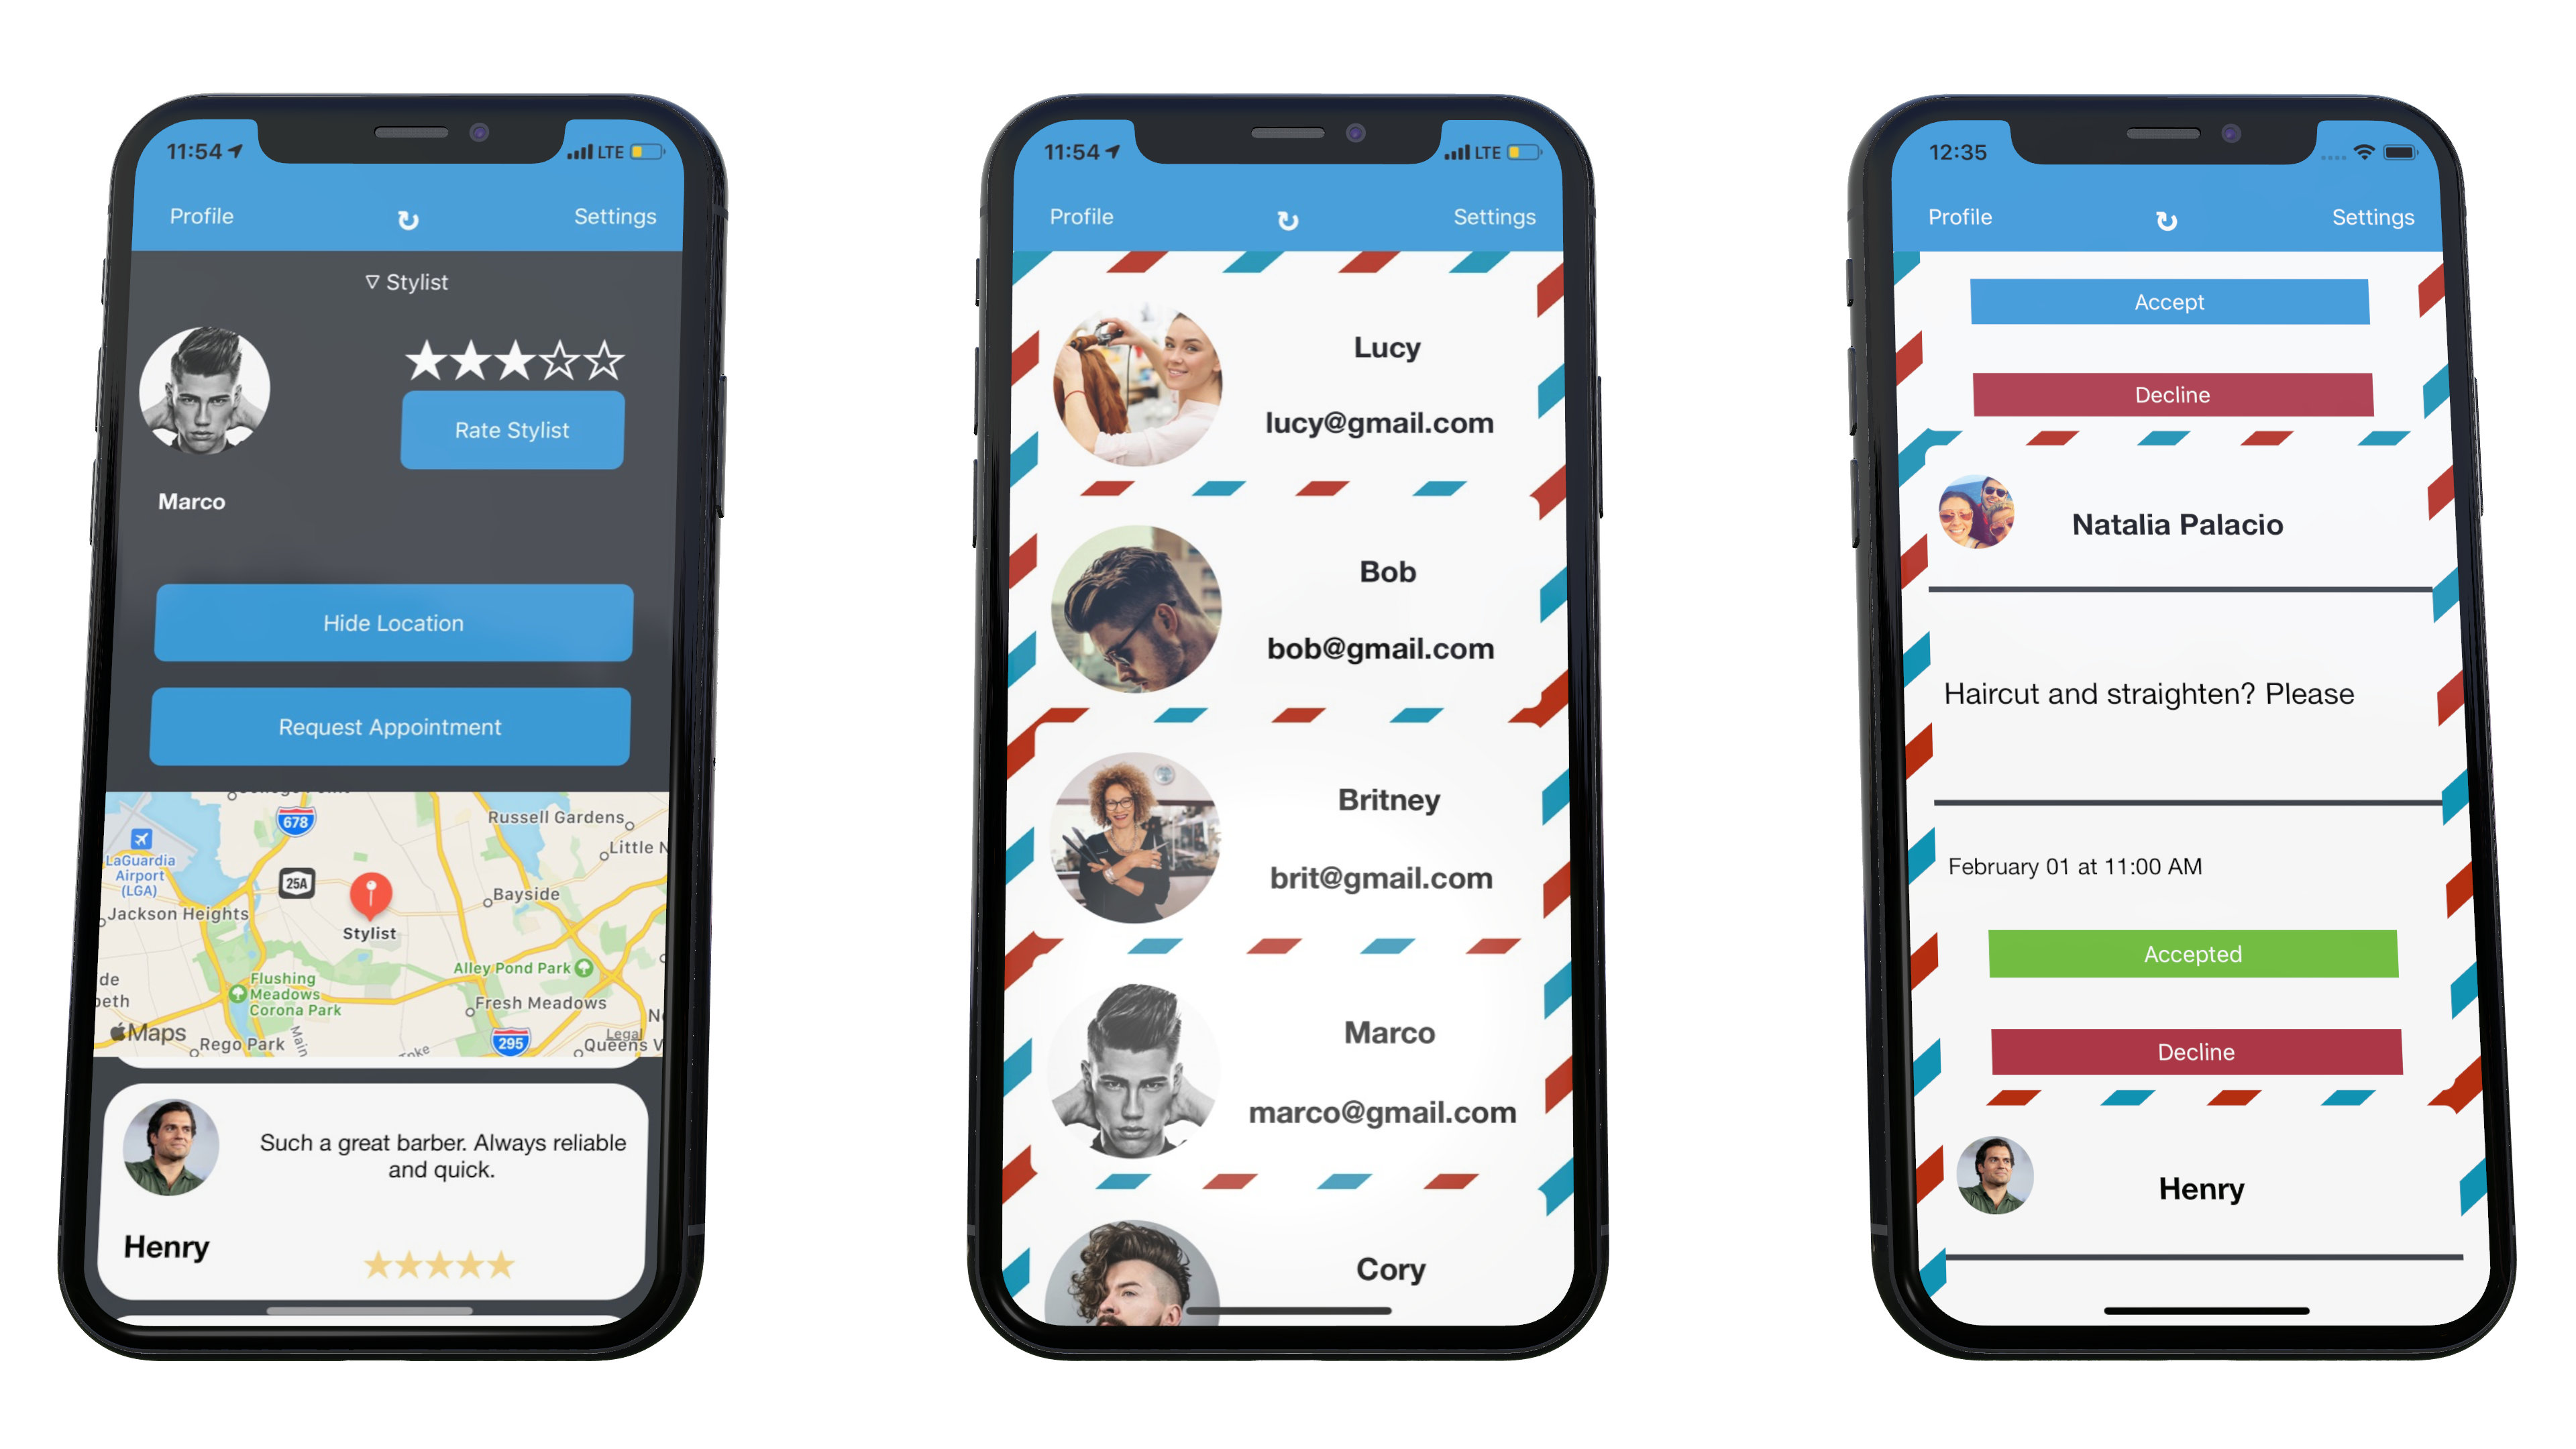 11:54
LTE
Profile
↻
Settings
▽ Stylist
★★★☆☆
Rate Stylist
Marco
Hide Location
Request Appointment
678
Russell Gardens
LaGuardia
Airport
(LGA)
Little N
25A
Bayside
Jackson Heights
Stylist
Alley Pond Park
de
beth
Flushing
Meadows
Corona Park
Fresh Meadows
Maps
Main
Rego Park
295
Legal
Queens V
Such a great barber. Always reliable
and quick.
Henry
★★★★★
11:54
LTE
Profile
↻
Settings
Lucy
lucy@gmail.com
Bob
bob@gmail.com
Britney
brit@gmail.com
Marco
marco@gmail.com
Cory
12:35
Profile
↻
Settings
Accept
Decline
Natalia Palacio
Haircut and straighten? Please
February 01 at 11:00 AM
Accepted
Decline
Henry